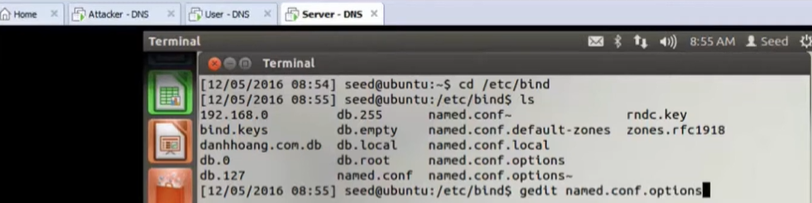 Home Attacker - DNS User - DNS Server - DNS
Terminal 8:55 AM Seed
Terminal
[12/05/2016 08:54] seed@ubuntu:~$ cd /etc/bind
[12/05/2016 08:55] seed@ubuntu:/etc/bind$ ls
192.168.0 db.255 named.conf~ rndc.key
bind.keys db.empty named.conf.default-zones zones.rfc1918
danhhoang.com.db db.local named.conf.local
db.0 db.root named.conf.options
db.127 named.conf named.conf.options~
[12/05/2016 08:55] seed@ubuntu:/etc/bind$ gedit named.conf.options